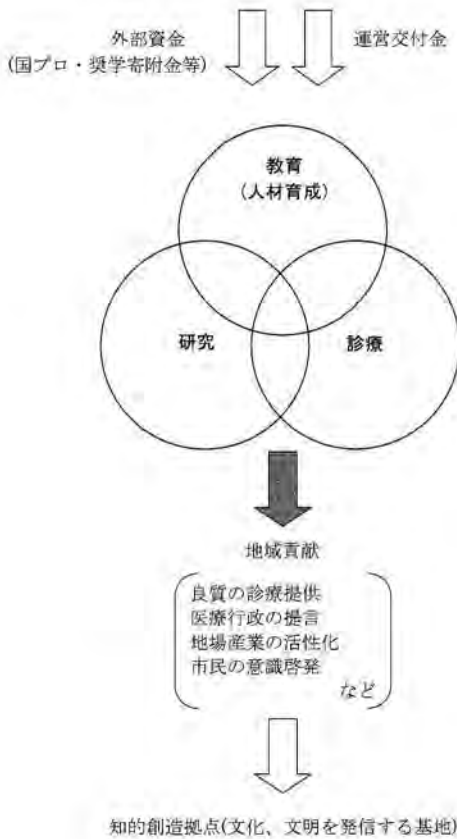 外部資金
(国プロ・奨学寄附金等)
運営交付金
教育
(人材育成)
研究
診療
地域貢献
良質の診療提供
医療行政の提言
地場産業の活性化
市民の意識啓発
など
知的創造拠点(文化、文明を発信する基地)